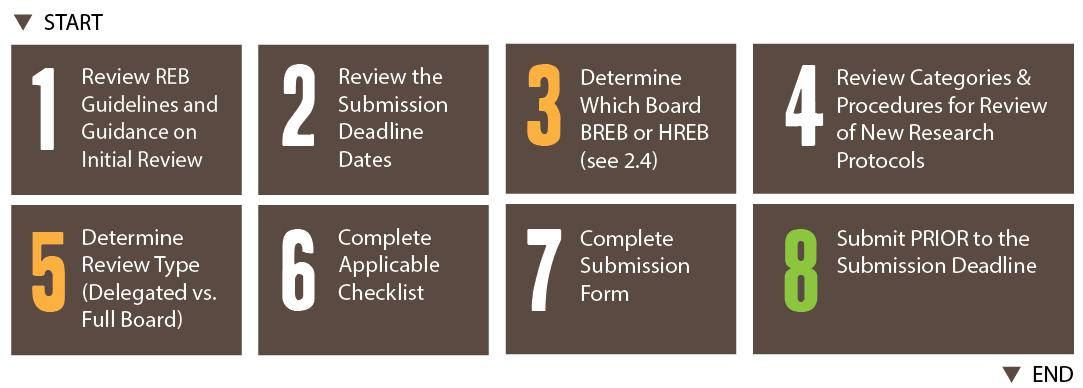 START
1
Review REB
Guidelines and
Guidance on
Initial Review
2
Review the
Submission
Deadline
Dates
3
Determine
Which Board
BREB or HREB
(see 2.4)
4
Review Categories &
Procedures for Review
of New Research
Protocols
5
Determine
Review Type
(Delegated vs.
Full Board)
6
Complete
Applicable
Checklist
7
Complete
Submission
Form
8
Submit PRIOR to the
Submission Deadline
END